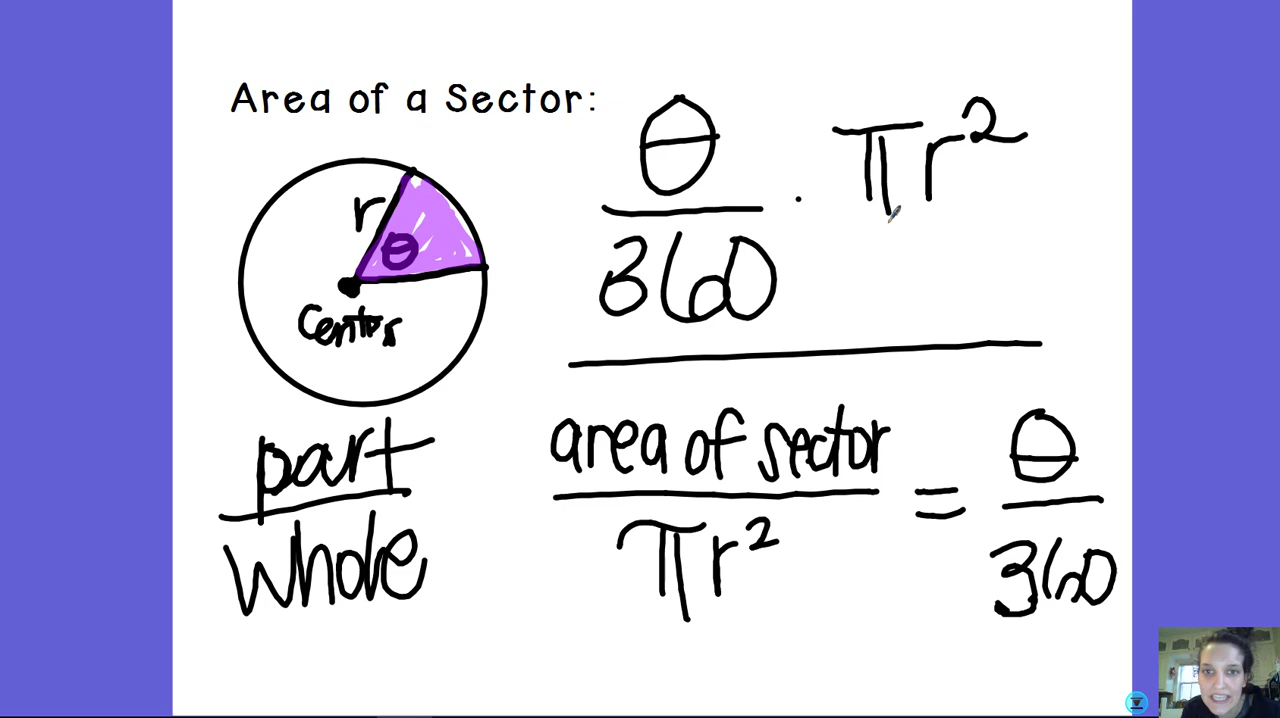 Area of a Sector:
θ/360 · πr²
r
θ
Center
part/whole
area of sector/πr² = θ/360